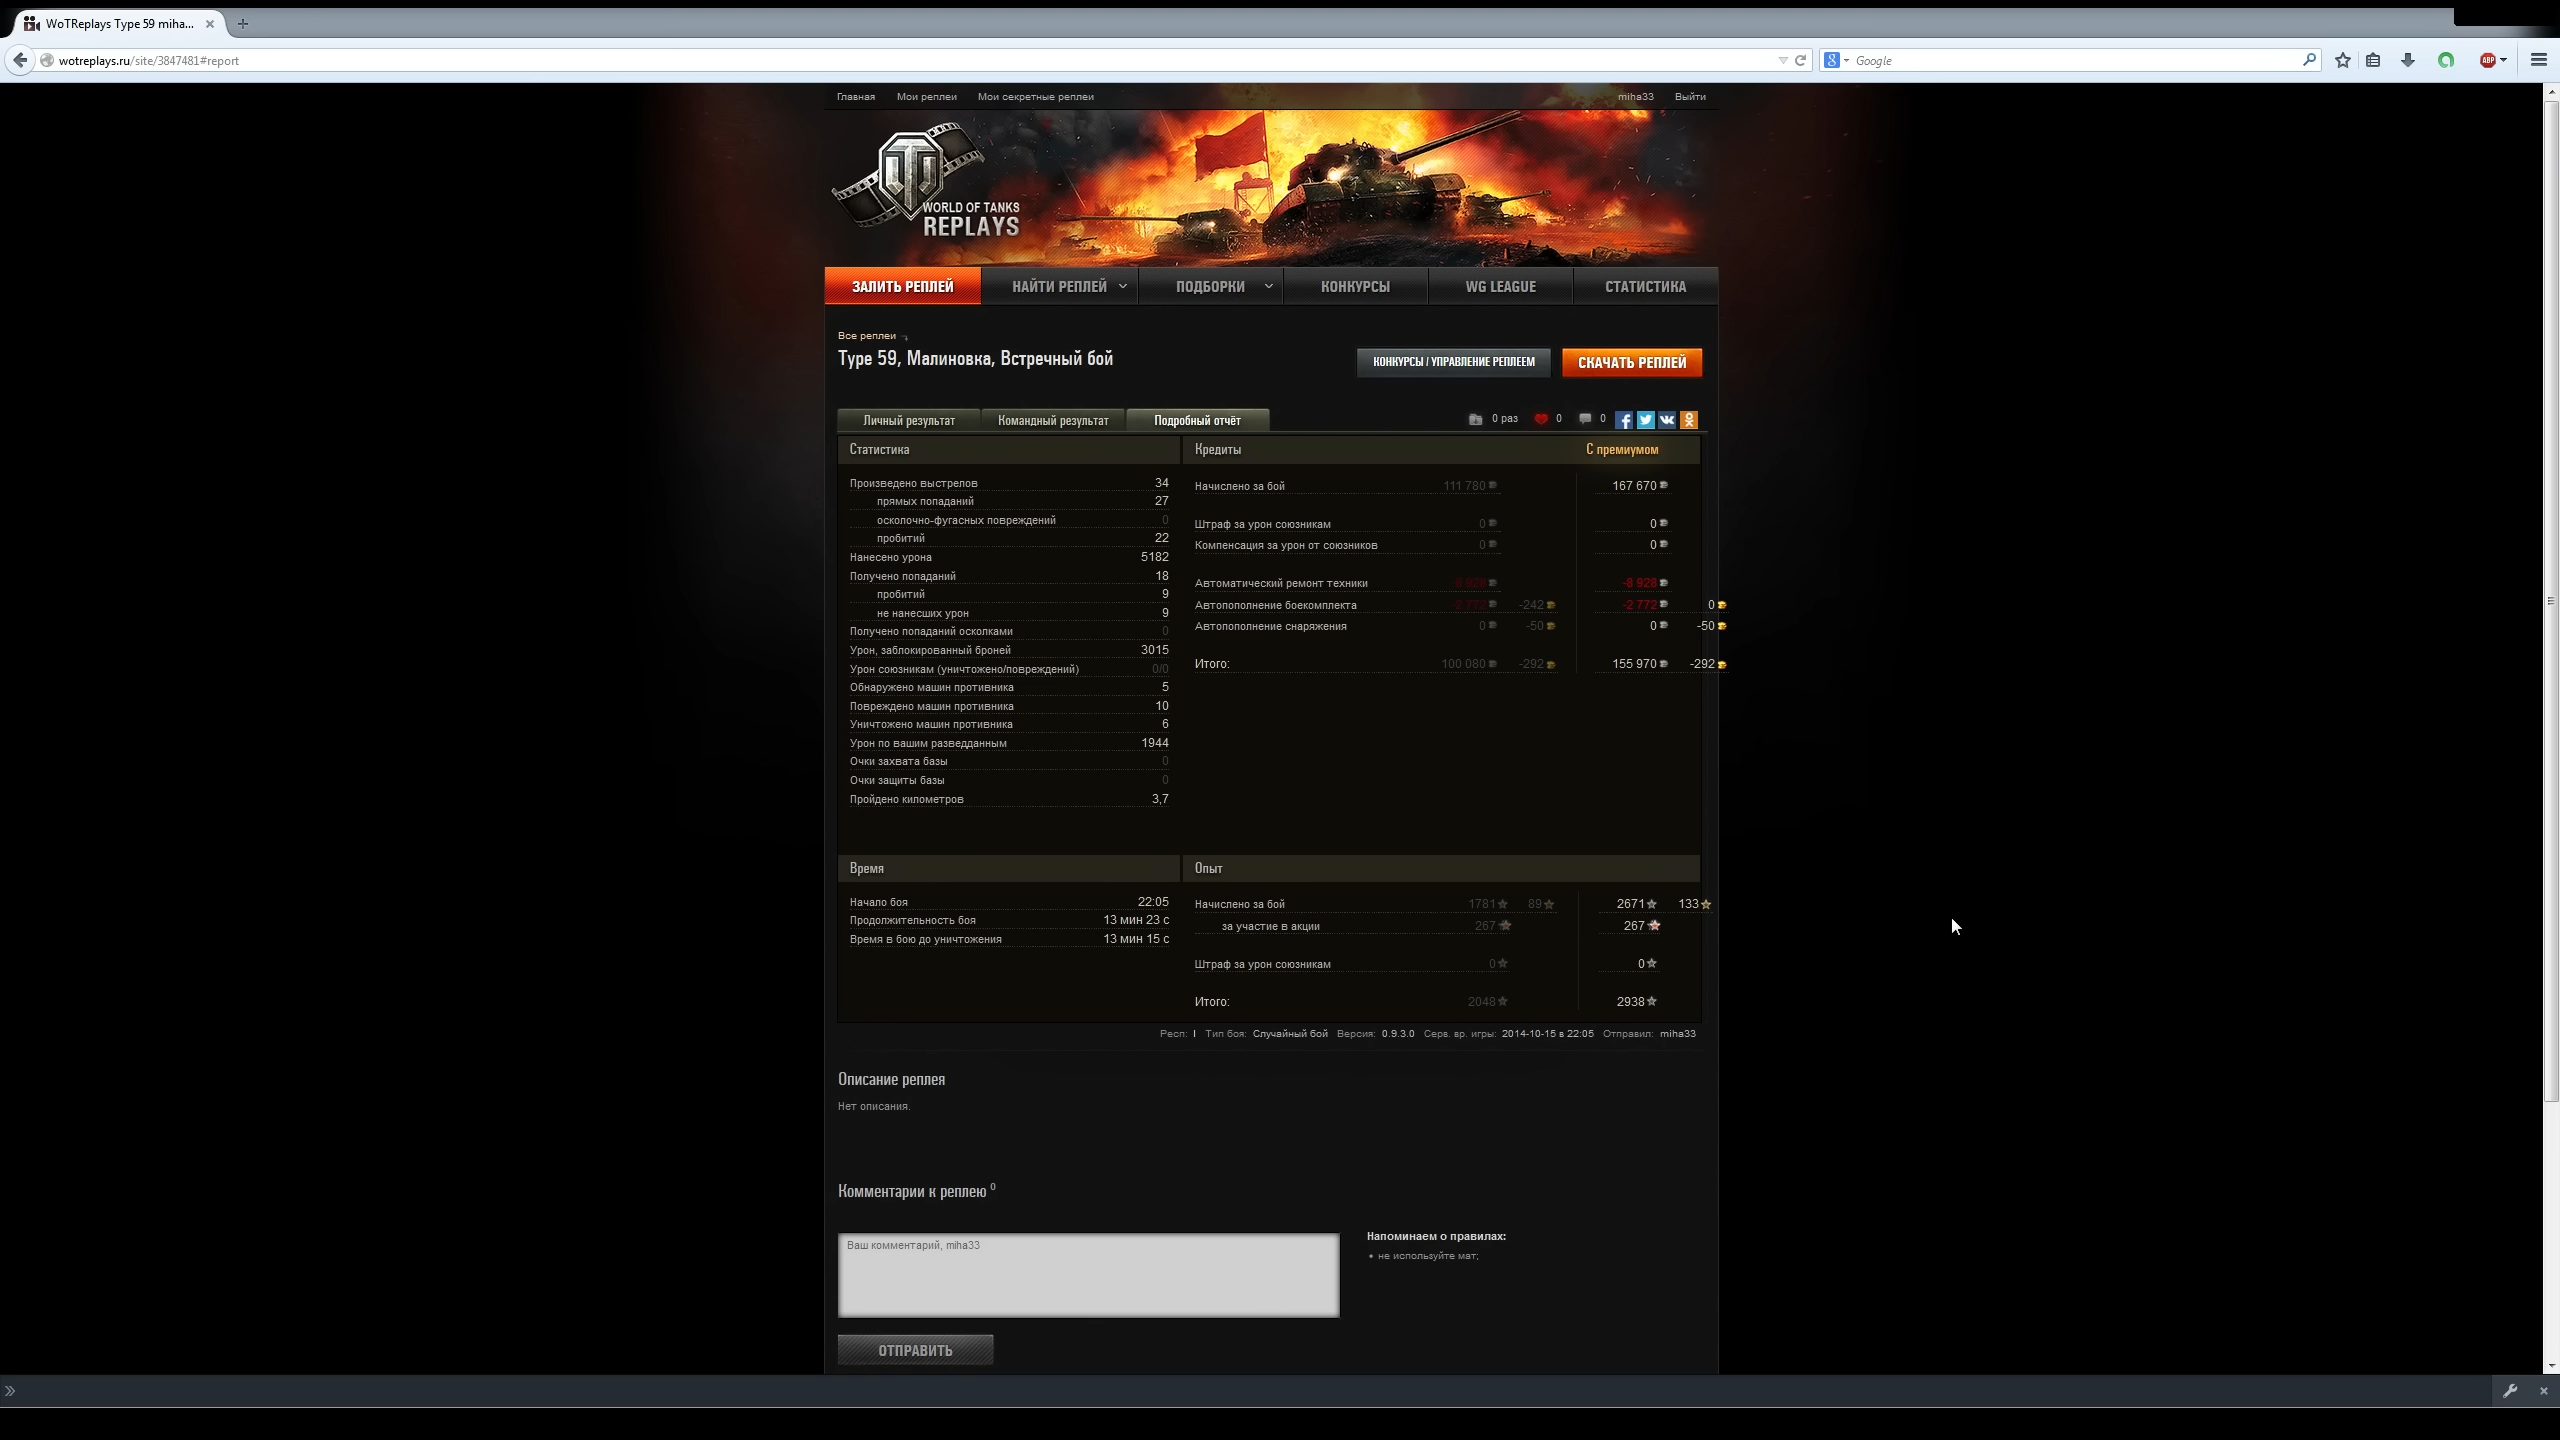 WoTReplays Type 59 miha...
wotreplays.ru/site/3847481#report
Google
ABP
Главная Мои реплеи Мои секретные реплеи miha33 Выйти
WORLD OF TANKS
REPLAYS
ЗАЛИТЬ РЕПЛЕЙ НАЙТИ РЕПЛЕЙ ПОДБОРКИ КОНКУРСЫ WG LEAGUE СТАТИСТИКА
Все реплеи
Type 59, Малиновка, Встречный бой
КОНКУРСЫ / УПРАВЛЕНИЕ РЕПЛЕЕМ СКАЧАТЬ РЕПЛЕЙ
Личный результат Командный результат Подробный отчёт 0 раз 0 0
Статистика
Произведено выстрелов 34
прямых попаданий 27
осколочно-фугасных повреждений 0
пробитий 22
Нанесено урона 5182
Получено попаданий 18
пробитий 9
не нанесших урон 9
Получено попаданий осколками 0
Урон, заблокированный броней 3015
Урон союзникам (уничтожено/повреждений) 0/0
Обнаружено машин противника 5
Повреждено машин противника 10
Уничтожено машин противника 6
Урон по вашим разведданным 1944
Очки захвата базы 0
Очки защиты базы 0
Пройдено километров 3,7
Кредиты С премиумом
Начислено за бой 111 780 167 670
Штраф за урон союзникам 0 0
Компенсация за урон от союзников 0 0
Автоматический ремонт техники -8 928 -8 928
Автопополнение боекомплекта -2 772 -242 -2 772 0
Автопополнение снаряжения 0 -50 0 -50
Итого: 100 080 -292 155 970 -292
Время
Начало боя 22:05
Продолжительность боя 13 мин 23 с
Время в бою до уничтожения 13 мин 15 с
Опыт
Начислено за бой 1781 89 2671 133
за участие в акции 267 267
Штраф за урон союзникам 0 0
Итого: 2048 2938
Респ: I Тип боя: Случайный бой Версия: 0.9.3.0 Серв. вр. игры: 2014-10-15 в 22:05 Отправил: miha33
Описание реплея
Нет описания.
Комментарии к реплею 0
Ваш комментарий, miha33
Напоминаем о правилах:
• не используйте мат;
ОТПРАВИТЬ